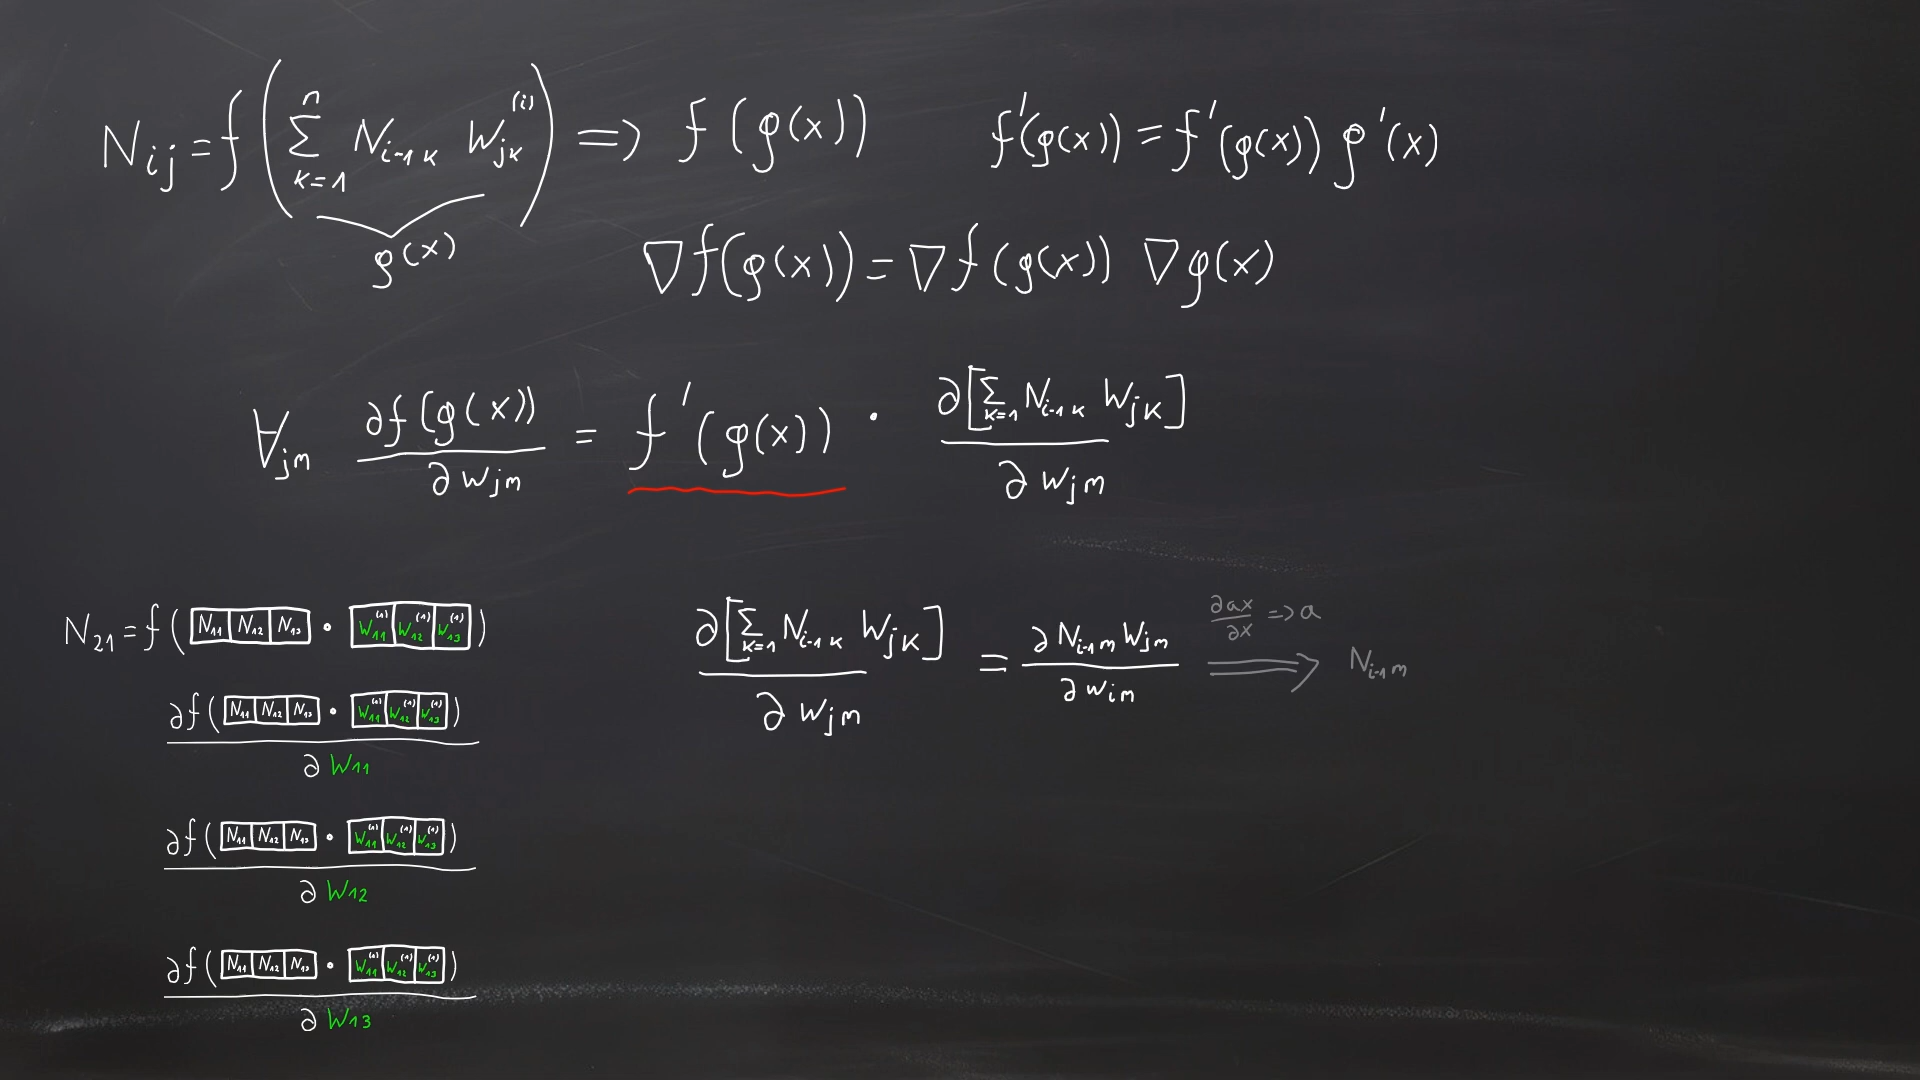 N_ij = f ( Σ_{k=1}^{n} N_{i-1 k} W_{jk}^{(i)} ) => f (g(x))
g(x)
f'(g(x)) = f'(g(x)) g'(x)
∇f(g(x)) = ∇f(g(x)) ∇g(x)
∀_jm ∂f(g(x)) / ∂w_jm = f'(g(x)) · ∂[Σ_{k=1} N_{i-1 k} W_jk] / ∂w_jm
N_21 = f ( N_11 N_12 N_13 · W_11^(1) W_12^(1) W_13^(1) )
∂f ( N_11 N_12 N_13 · W_11^(1) W_12^(1) W_13^(1) ) / ∂ W_11
∂f ( N_11 N_12 N_13 · W_11^(1) W_12^(1) W_13^(1) ) / ∂ W_12
∂f ( N_11 N_12 N_13 · W_11^(1) W_12^(1) W_13^(1) ) / ∂ W_13
∂[Σ_{k=1} N_{i-1 k} W_jk] / ∂w_jm = ∂N_{i-1 m} W_jm / ∂w_im => N_{i-1 m}
∂ax / ∂x => a